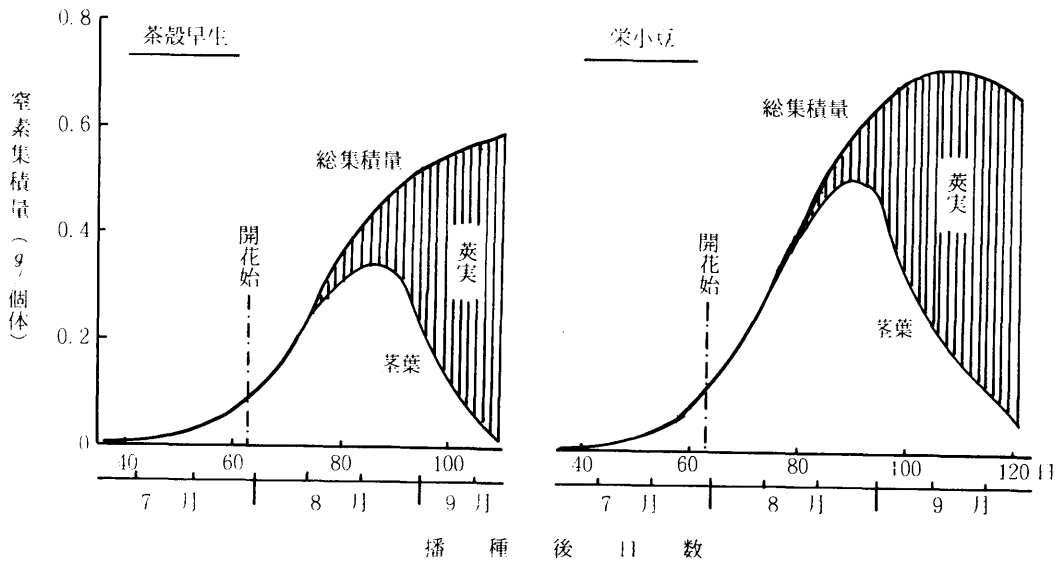 茶殻早生
栄小豆
窒素集積量(g/個体)
0.8
0.6
0.4
0.2
0
総集積量
開花始
莢実
茎葉
40
60
80
100
7月
8月
9月
総集積量
開花始
莢実
茎葉
40
60
80
100
120日
7月
8月
9月
播種後日数